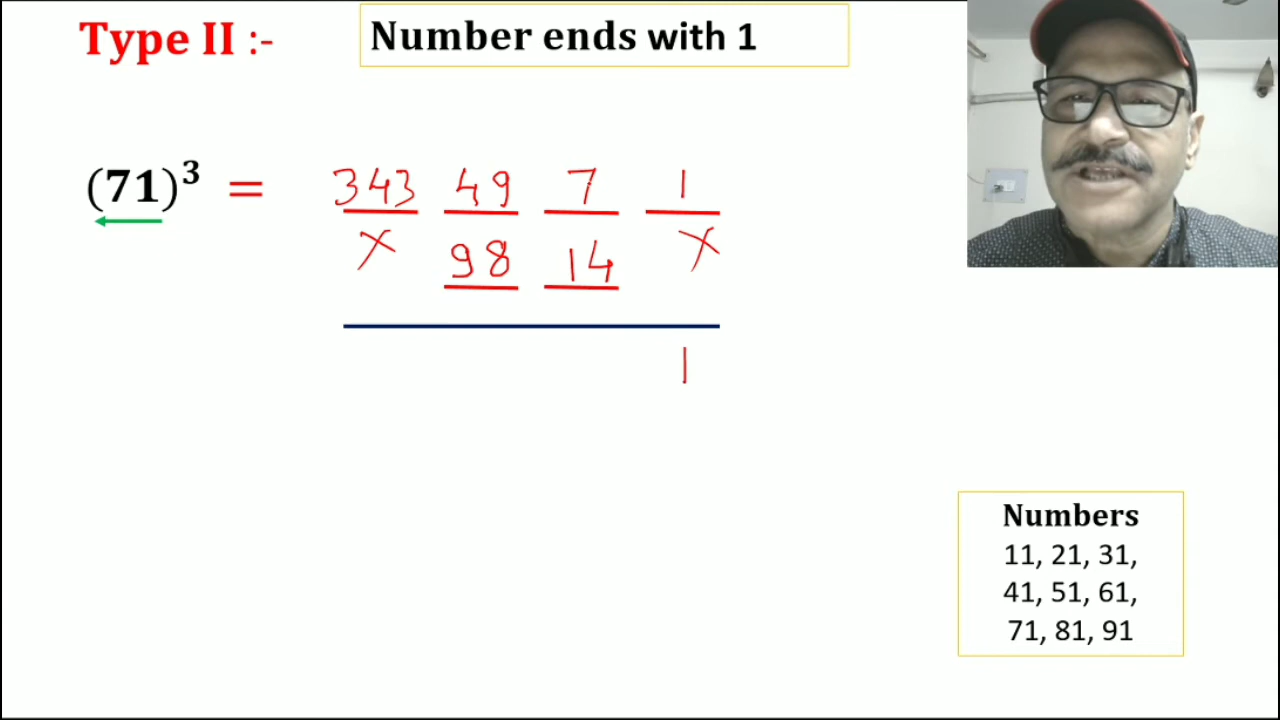 Type II :-
Number ends with 1
(71)³ = 343 49 7 1
X 98 14 X
1
Numbers
11, 21, 31,
41, 51, 61,
71, 81, 91